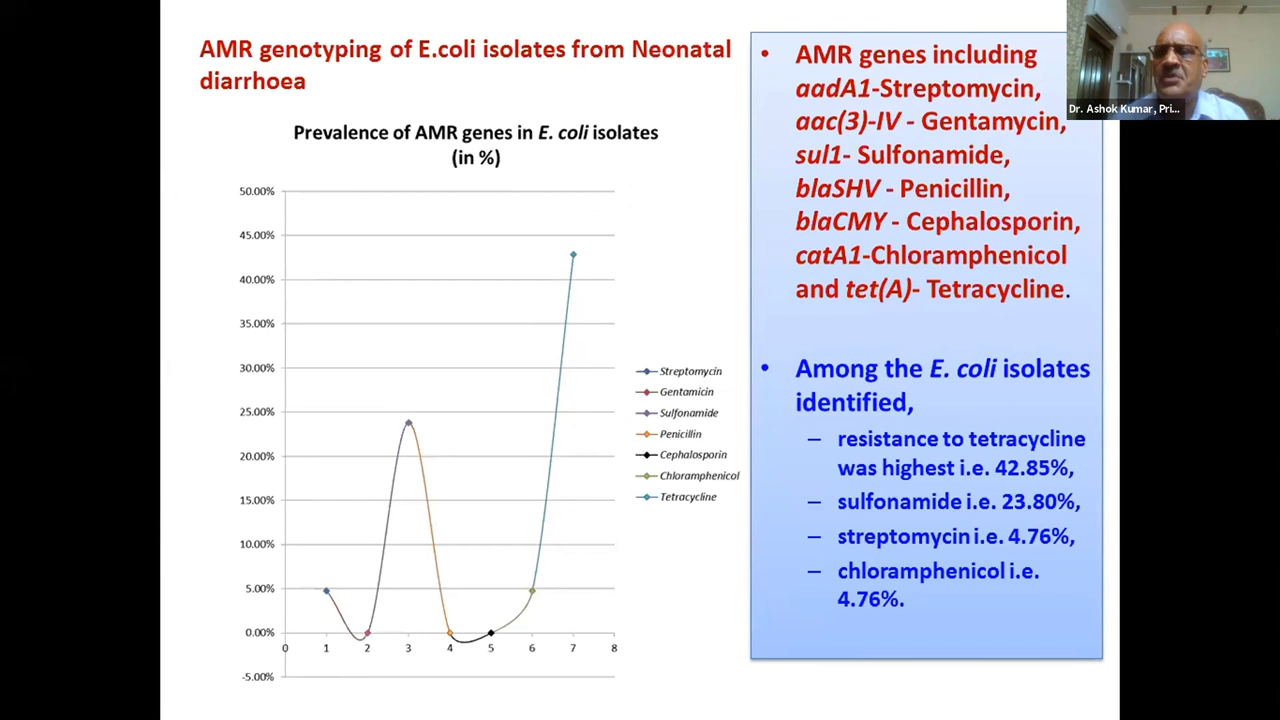 AMR genotyping of E.coli isolates from Neonatal
diarrhoea
Prevalence of AMR genes in E. coli isolates
(in %)
50.00%
45.00%
40.00%
35.00%
30.00%
25.00%
20.00%
15.00%
10.00%
5.00%
0.00%
-5.00%
0 1 2 3 4 5 6 7 8
Streptomycin
Gentamicin
Sulfonamide
Penicillin
Cephalosporin
Chloramphenicol
Tetracycline
• AMR genes including
aadA1-Streptomycin,
aac(3)-IV - Gentamycin,
sul1- Sulfonamide,
blaSHV - Penicillin,
blaCMY - Cephalosporin,
catA1-Chloramphenicol
and tet(A)- Tetracycline.
• Among the E. coli isolates
identified,
– resistance to tetracycline
was highest i.e. 42.85%,
– sulfonamide i.e. 23.80%,
– streptomycin i.e. 4.76%,
– chloramphenicol i.e.
4.76%.
Dr. Ashok Kumar, Pri...